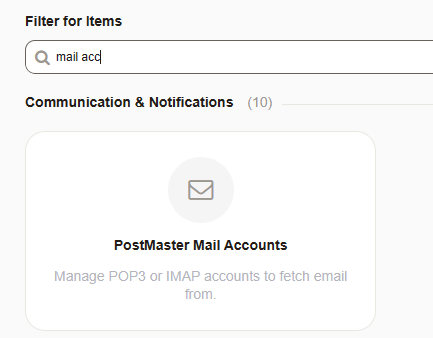 Filter for Items
mail acc
Communication & Notifications (10)
PostMaster Mail Accounts
Manage POP3 or IMAP accounts to fetch email
from.